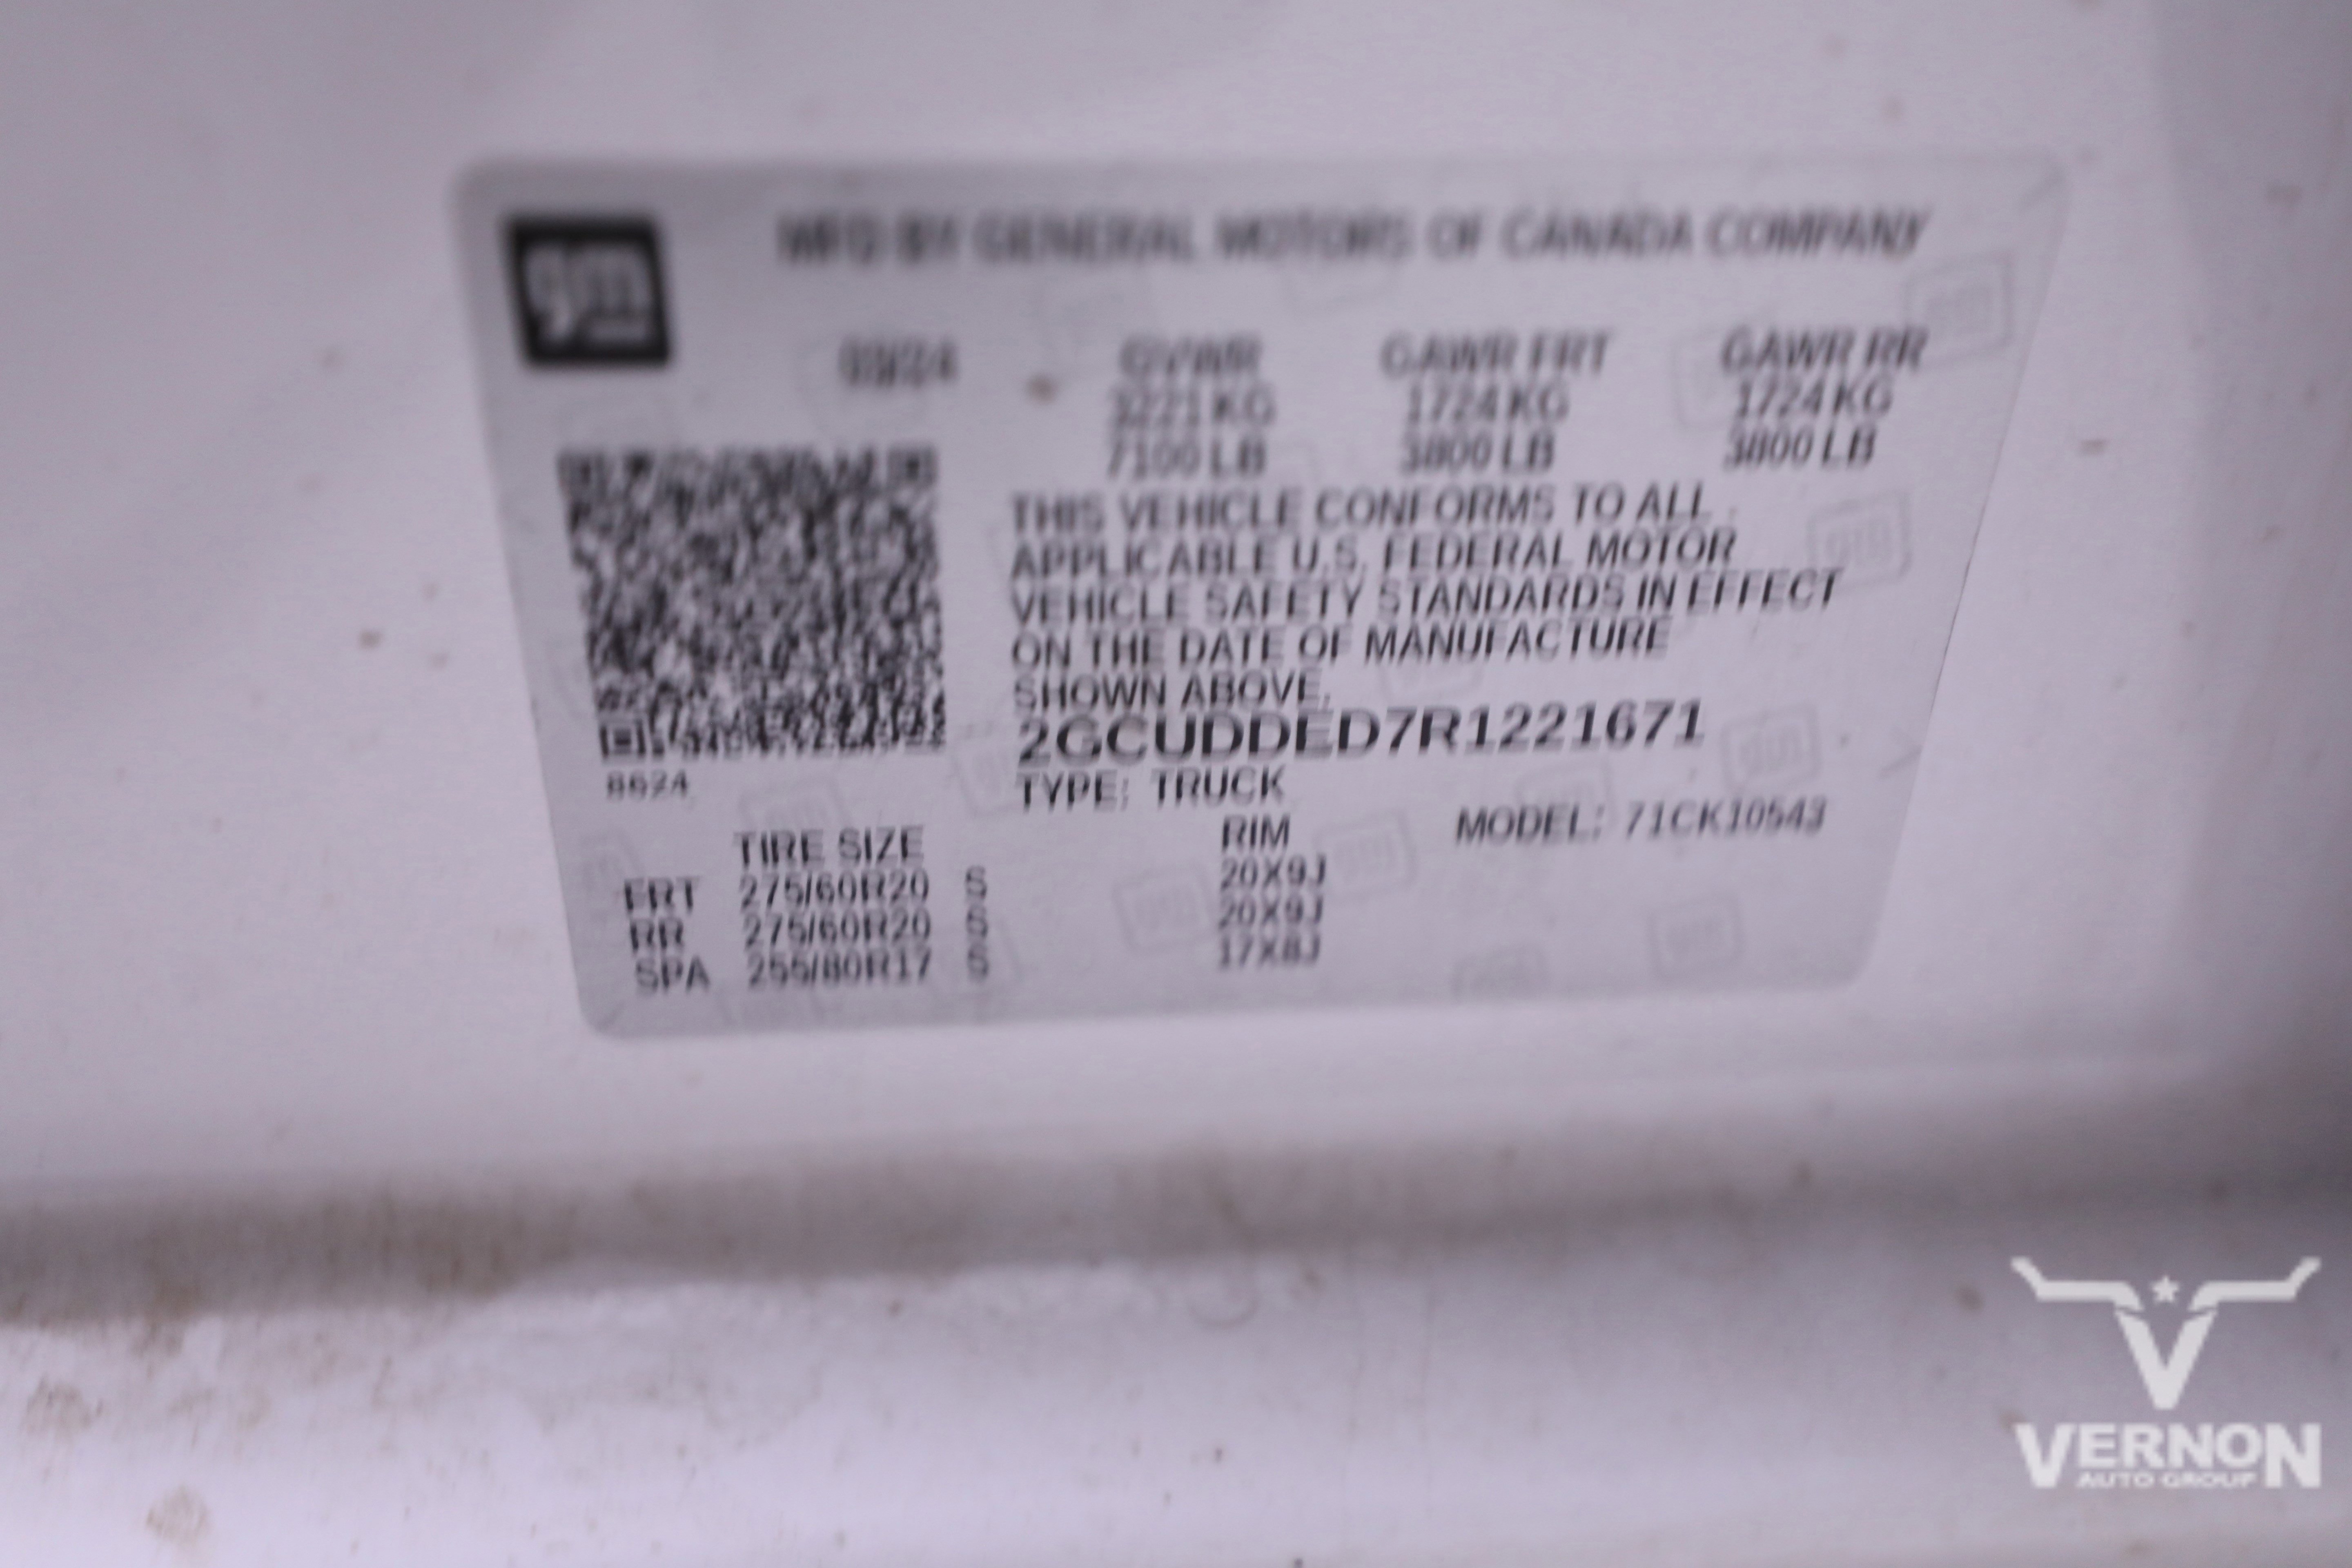 gm
MFD BY GENERAL MOTORS OF CANADA COMPANY
GVWR GAWR FRT GAWR RR
3221 KG 1724 KG 1724 KG
7100 LB 3800 LB 3800 LB
THIS VEHICLE CONFORMS TO ALL
APPLICABLE U.S. FEDERAL MOTOR
VEHICLE SAFETY STANDARDS IN EFFECT
ON THE DATE OF MANUFACTURE
SHOWN ABOVE.
2GCUDDED7R1221671
8624
TYPE: TRUCK
MODEL: 71CK10543
TIRE SIZE RIM
FRT 275/60R20 S 20X9J
RR 275/60R20 S 20X9J
SPA 255/80R17 S 17X8J
V
VERNON
AUTO GROUP